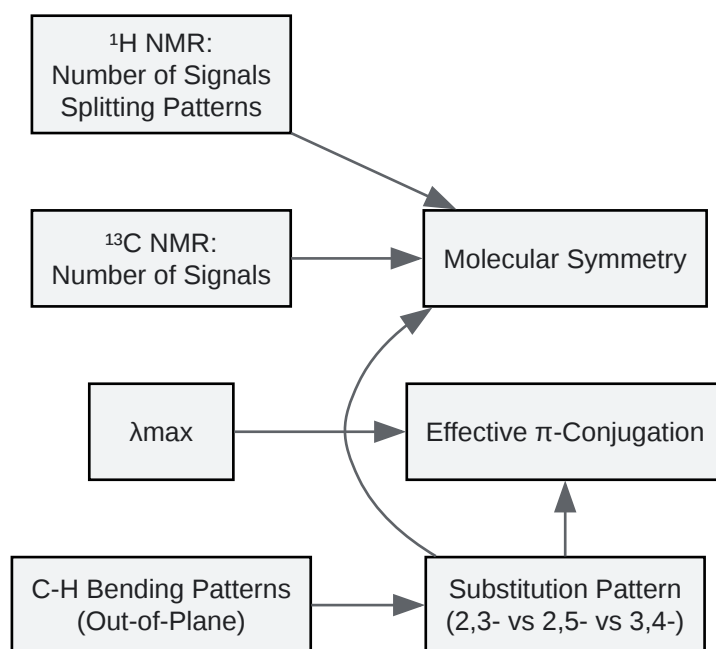 ¹H NMR:
Number of Signals
Splitting Patterns
¹³C NMR:
Number of Signals
Molecular Symmetry
λmax
Effective π-Conjugation
C-H Bending Patterns
(Out-of-Plane)
Substitution Pattern
(2,3- vs 2,5- vs 3,4-)